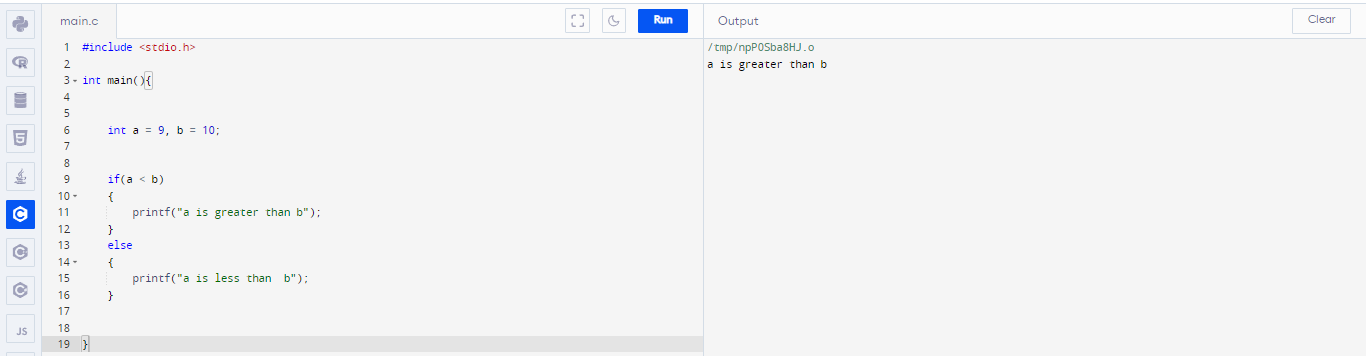 main.c
Run
Output
Clear
1 #include <stdio.h>
2
3 int main(){
4
5
6     int a = 9, b = 10;
7
8
9     if(a < b)
10     {
11         printf("a is greater than b");
12     }
13     else
14     {
15         printf("a is less than  b");
16     }
17
18
19 }
/tmp/npPOSba8HJ.o
a is greater than b
R
5
C
C
C
JS